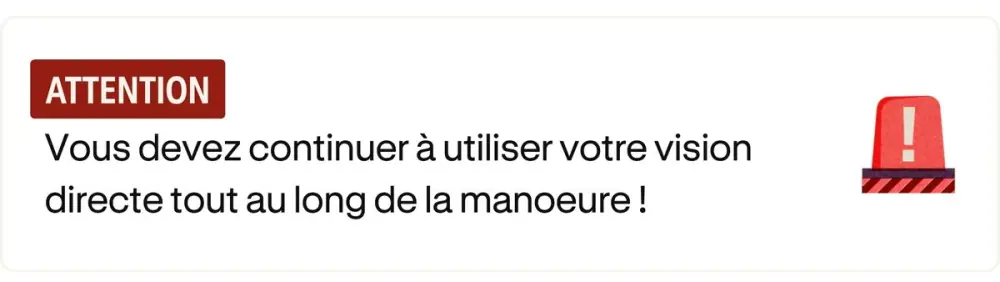 ATTENTION
Vous devez continuer à utiliser votre vision
directe tout au long de la manoeure !